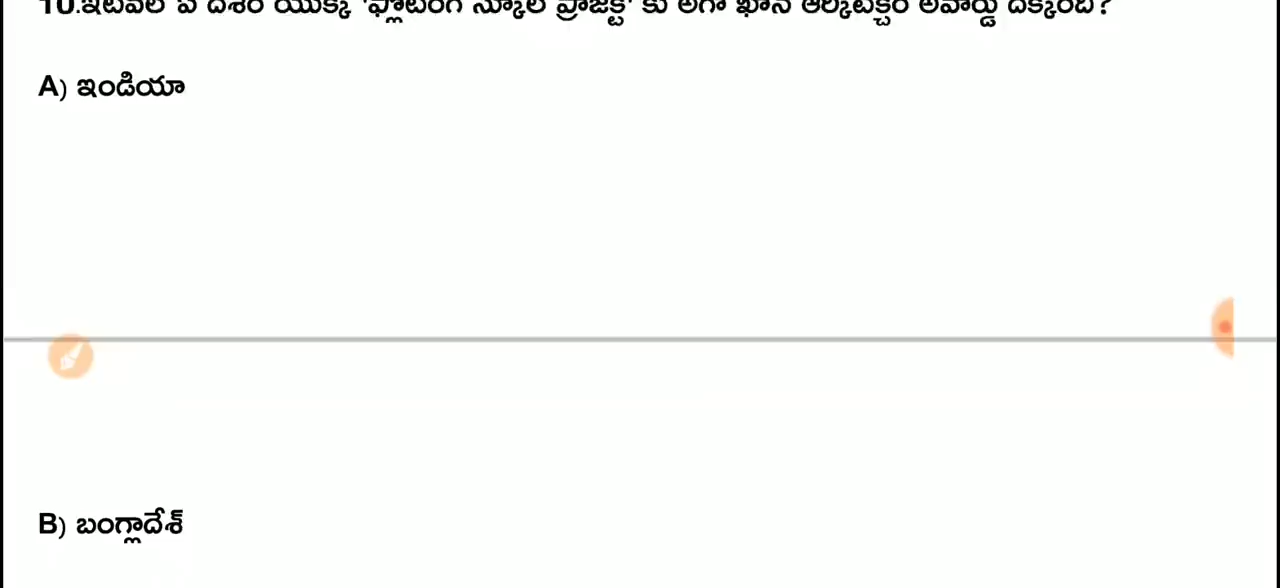 10.ఇటీవల ఏ దేశం యొక్క 'ఫ్లోటింగ్ స్కూల్ ప్రాజెక్ట్' కు అగా ఖాన్ ఆర్కిటెక్చర్ అవార్డు దక్కింది?
A) ఇండియా
B) బంగ్లాదేశ్